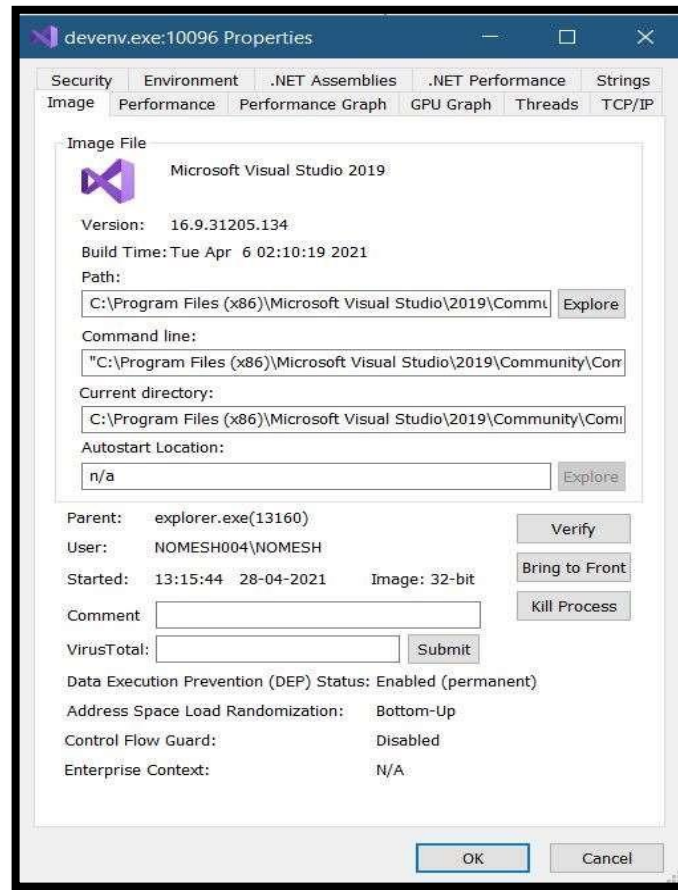 devenv.exe:10096 Properties
Security Environment .NET Assemblies .NET Performance Strings
Image Performance Performance Graph GPU Graph Threads TCP/IP
Image File
Microsoft Visual Studio 2019
Version: 16.9.31205.134
Build Time: Tue Apr 6 02:10:19 2021
Path:
C:\Program Files (x86)\Microsoft Visual Studio\2019\Commu Explore
Command line:
"C:\Program Files (x86)\Microsoft Visual Studio\2019\Community\Com
Current directory:
C:\Program Files (x86)\Microsoft Visual Studio\2019\Community\Com
Autostart Location:
n/a Explore
Parent: explorer.exe(13160)
Verify
User: NOMESH004\NOMESH
Bring to Front
Started: 13:15:44 28-04-2021 Image: 32-bit
Kill Process
Comment
VirusTotal: Submit
Data Execution Prevention (DEP) Status: Enabled (permanent)
Address Space Load Randomization: Bottom-Up
Control Flow Guard: Disabled
Enterprise Context: N/A
OK Cancel